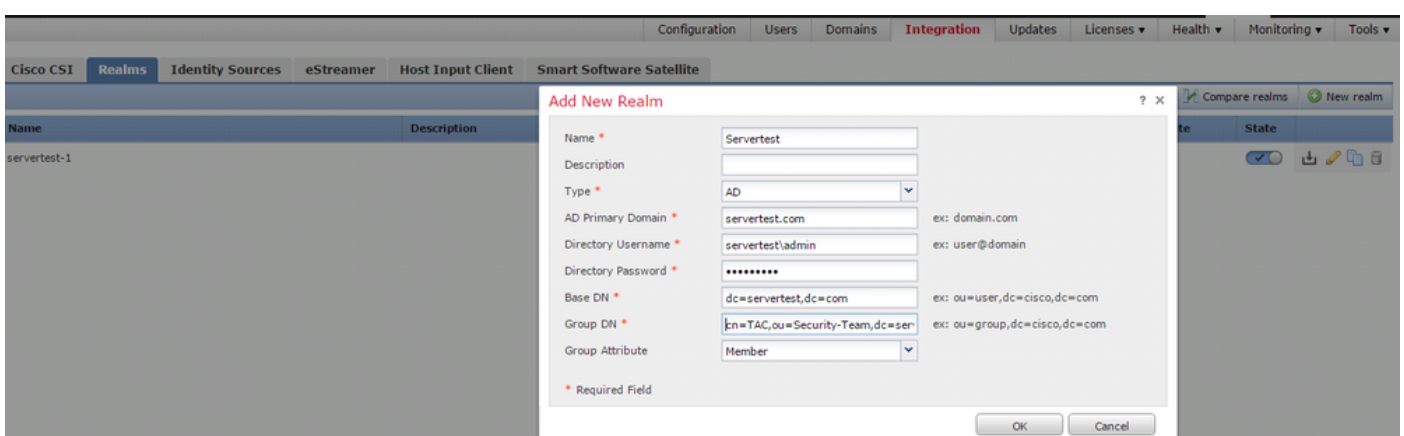 Configuration Users Domains Integration Updates Licenses Health Monitoring Tools
Cisco CSI Realms Identity Sources eStreamer Host Input Client Smart Software Satellite
Add New Realm ? ×
Compare realms New realm
Name Description te State
servertest-1
Name * Servertest
Description
Type * AD
AD Primary Domain * servertest.com ex: domain.com
Directory Username * servertest\admin ex: user@domain
Directory Password * •••••••••
Base DN * dc=servertest,dc=com ex: ou=user,dc=cisco,dc=com
Group DN * cn=TAC,ou=Security-Team,dc=ser ex: ou=group,dc=cisco,dc=com
Group Attribute Member
* Required Field
OK Cancel